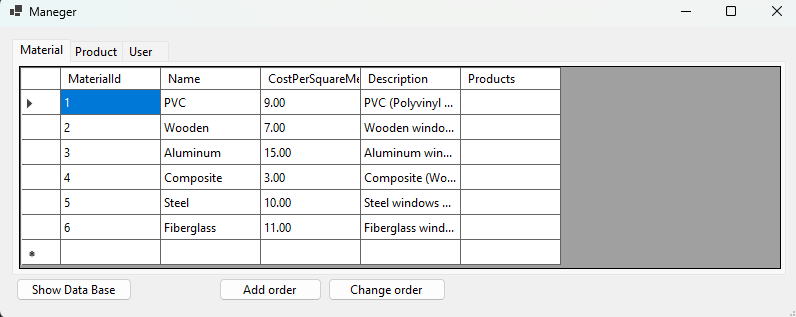 Maneger
Material Product User
MaterialId Name CostPerSquareMe Description Products
1 PVC 9.00 PVC (Polyvinyl ...
2 Wooden 7.00 Wooden windo...
3 Aluminum 15.00 Aluminum win...
4 Composite 3.00 Composite (Wo...
5 Steel 10.00 Steel windows ...
6 Fiberglass 11.00 Fiberglass wind...
Show Data Base Add order Change order